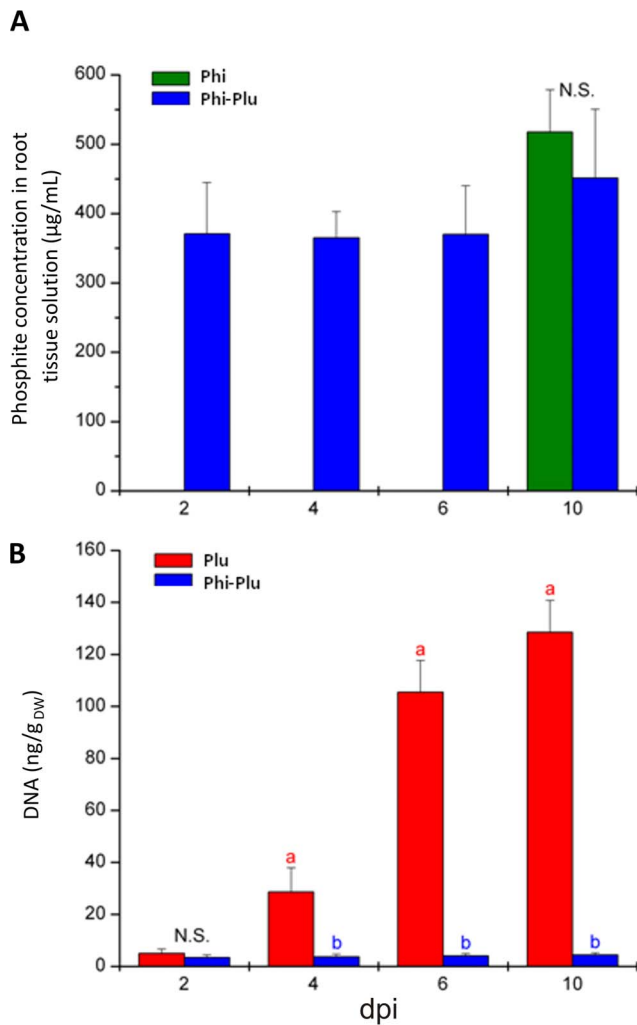 A
Phi
Phi-Plu
N.S.
Phosphite concentration in root
tissue solution (µg/mL)
600
500
400
300
200
100
0
2 4 6 10
B
Plu
Phi-Plu
DNA (ng/g DW)
160
140
120
100
80
60
40
20
0
N.S.
a
b
a
b
a
b
2 4 6 10
dpi